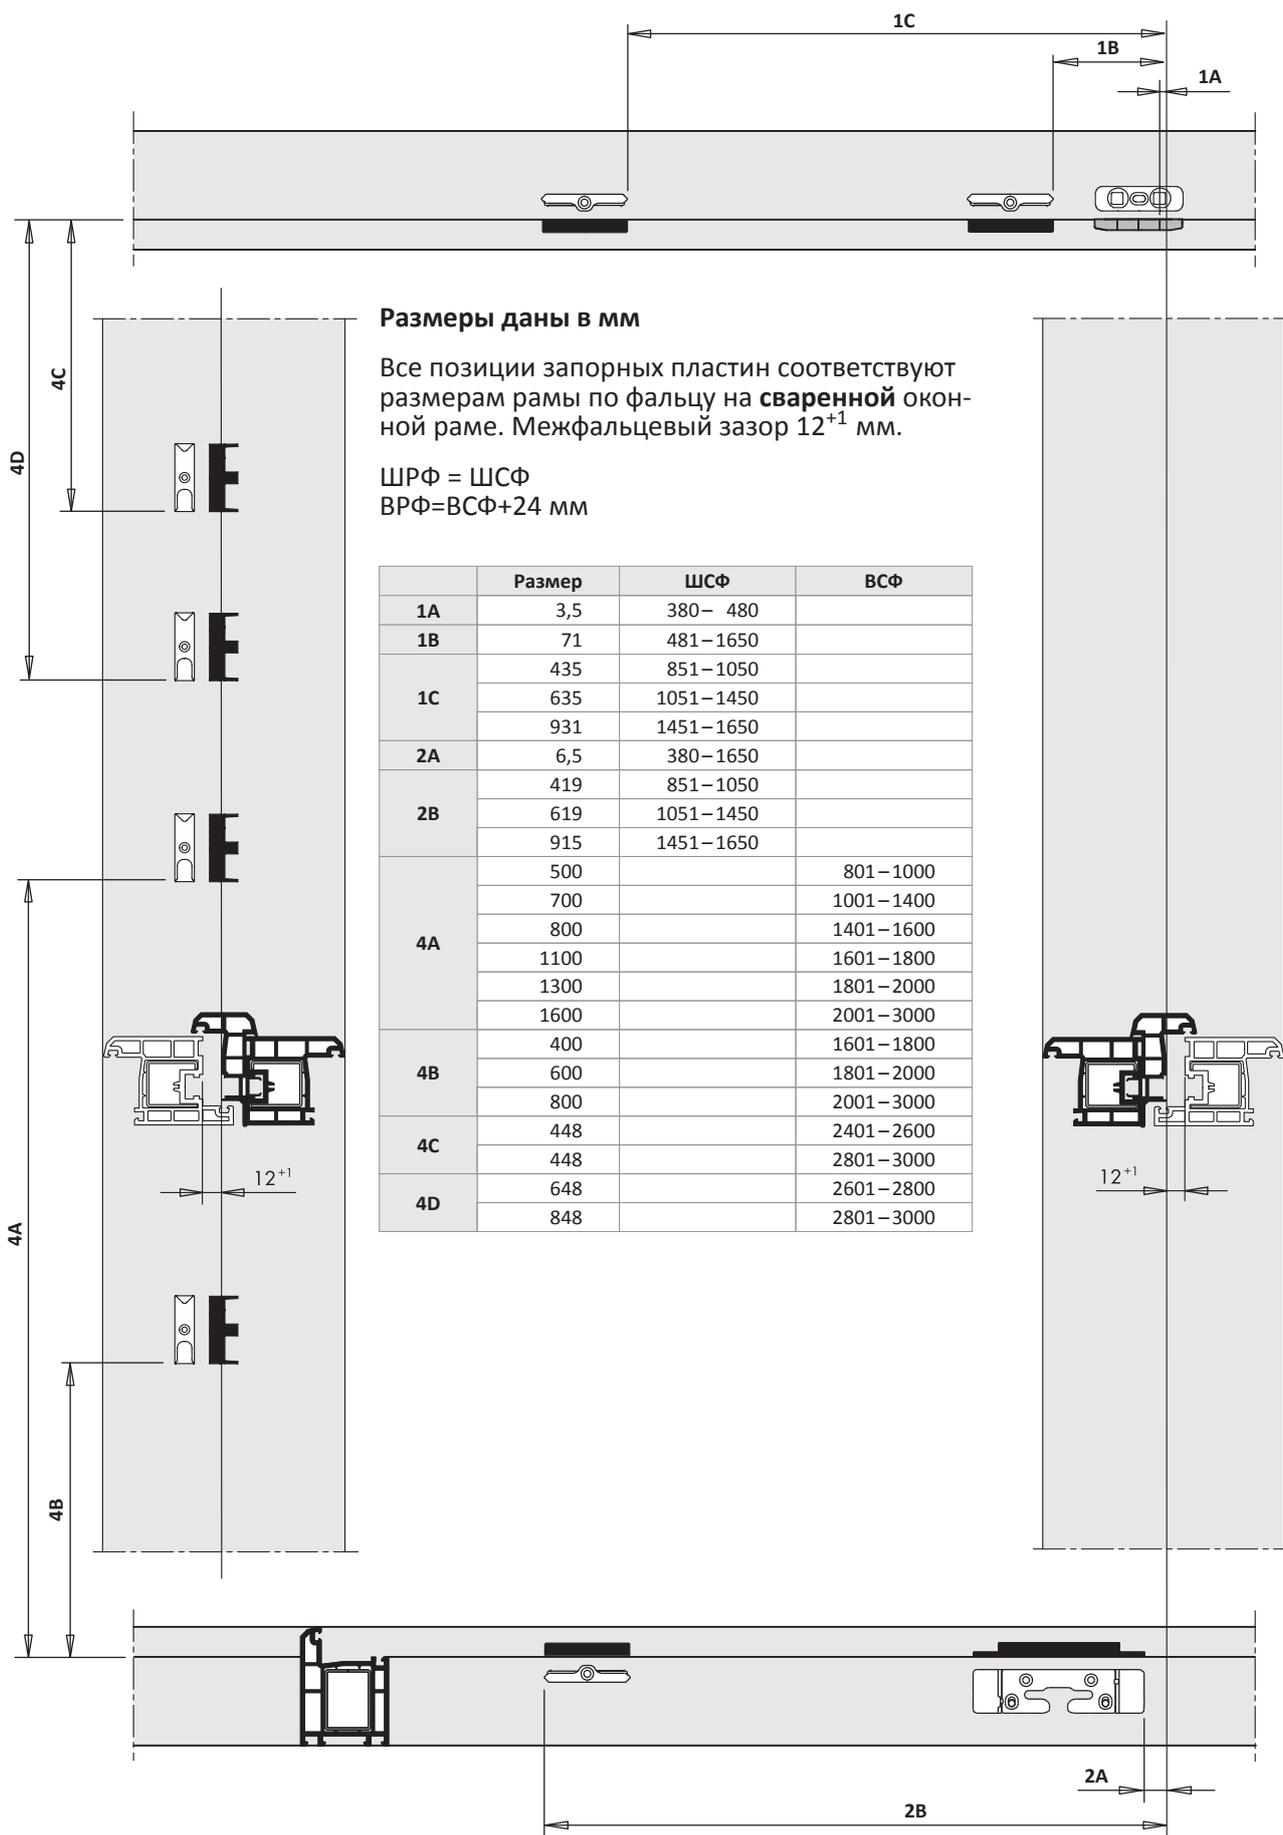 1C
1B
1A
4C
4D
Размеры даны в мм
Все позиции запорных пластин соответствуют
размерам рамы по фальцу на сваренной окон-
ной раме. Межфальцевый зазор 12+1 мм.
ШРФ = ШСФ
ВРФ=ВСФ+24 мм
Размер ШСФ ВСФ
1A 3,5 380– 480
1B 71 481–1650
435 851–1050
1C 635 1051–1450
931 1451–1650
2A 6,5 380–1650
419 851–1050
2B 619 1051–1450
915 1451–1650
500 801–1000
700 1001–1400
4A 800 1401–1600
1100 1601–1800
1300 1801–2000
1600 2001–3000
400 1601–1800
4B 600 1801–2000
800 2001–3000
4C 448 2401–2600
448 2801–3000
4D 648 2601–2800
848 2801–3000
12+1
12+1
4A
4B
2A
2B